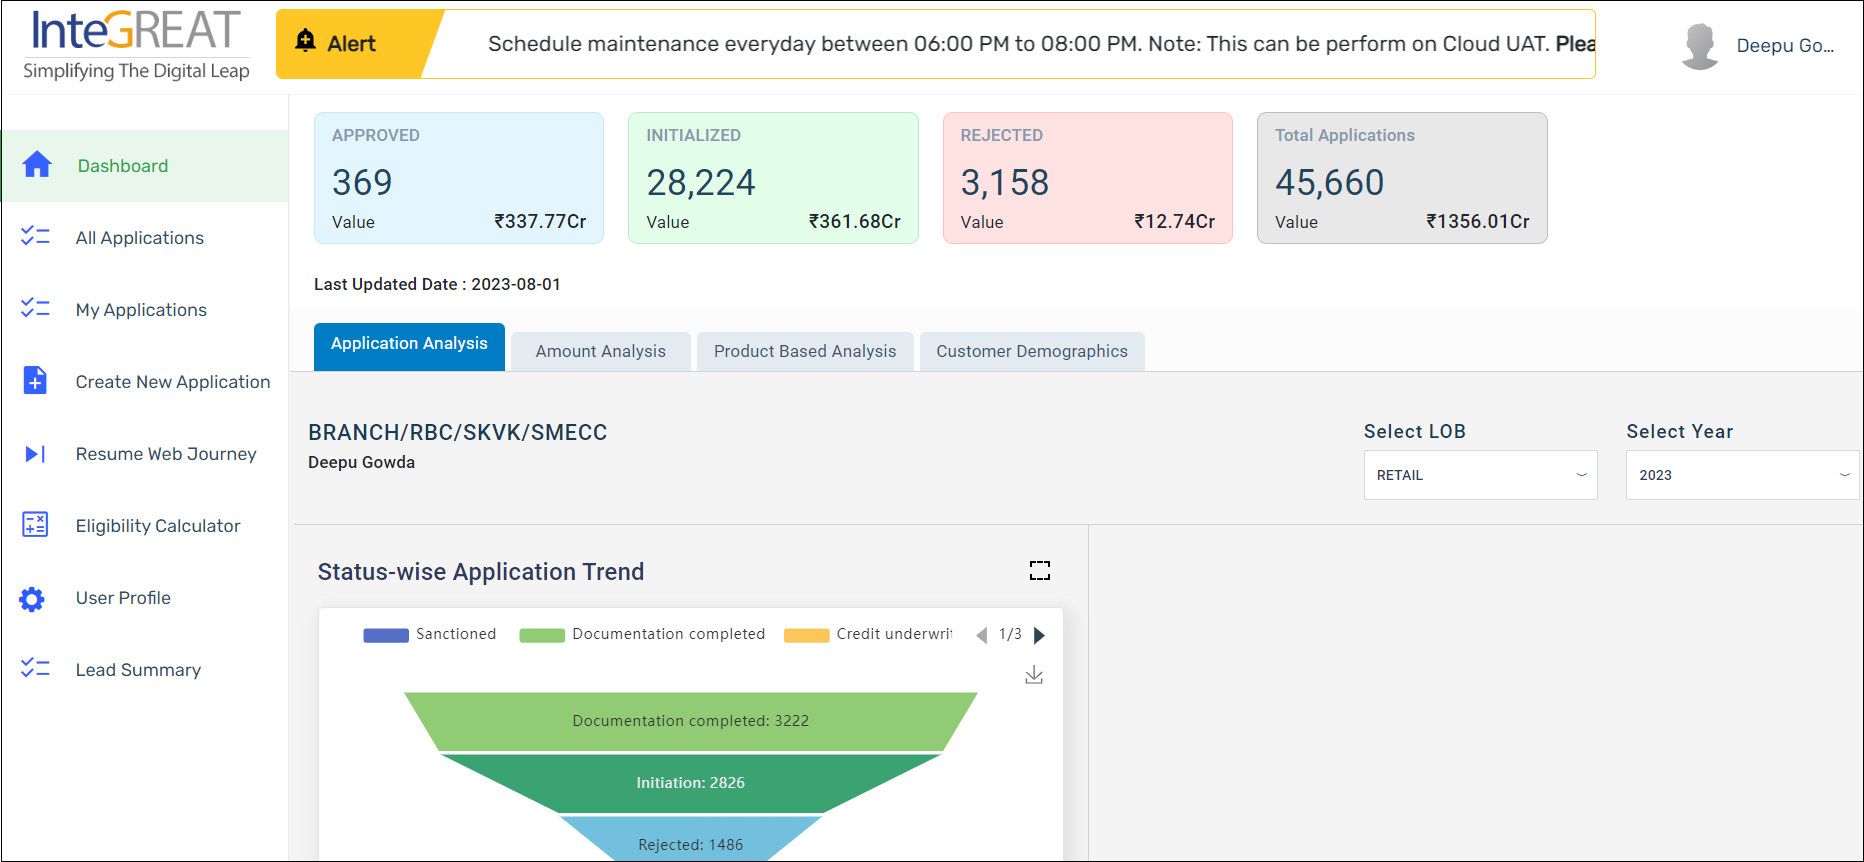 InteGREAT
Simplifying The Digital Leap
Alert
Schedule maintenance everyday between 06:00 PM to 08:00 PM. Note: This can be perform on Cloud UAT. Plea
Deepu Go...
Dashboard
All Applications
My Applications
Create New Application
Resume Web Journey
Eligibility Calculator
User Profile
Lead Summary
APPROVED
369
Value ₹337.77Cr
INITIALIZED
28,224
Value ₹361.68Cr
REJECTED
3,158
Value ₹12.74Cr
Total Applications
45,660
Value ₹1356.01Cr
Last Updated Date : 2023-08-01
Application Analysis
Amount Analysis
Product Based Analysis
Customer Demographics
BRANCH/RBC/SKVK/SMECC
Deepu Gowda
Select LOB
RETAIL
Select Year
2023
Status-wise Application Trend
Sanctioned
Documentation completed
Credit underwri
1/3
Documentation completed: 3222
Initiation: 2826
Rejected: 1486